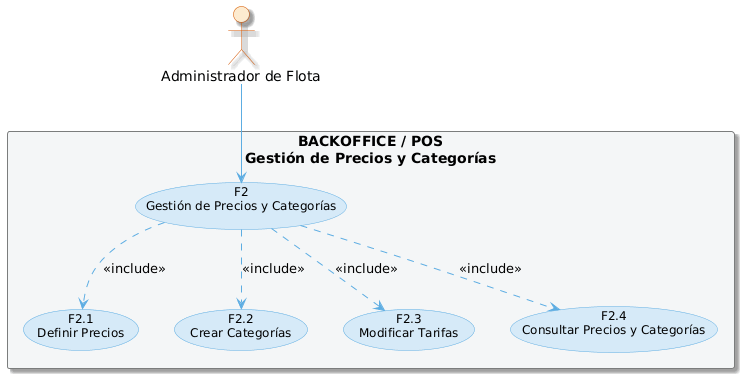 Administrador de Flota
BACKOFFICE / POS
Gestión de Precios y Categorías
F2
Gestión de Precios y Categorías
«include»
«include»
«include»
«include»
F2.1
Definir Precios
F2.2
Crear Categorías
F2.3
Modificar Tarifas
F2.4
Consultar Precios y Categorías